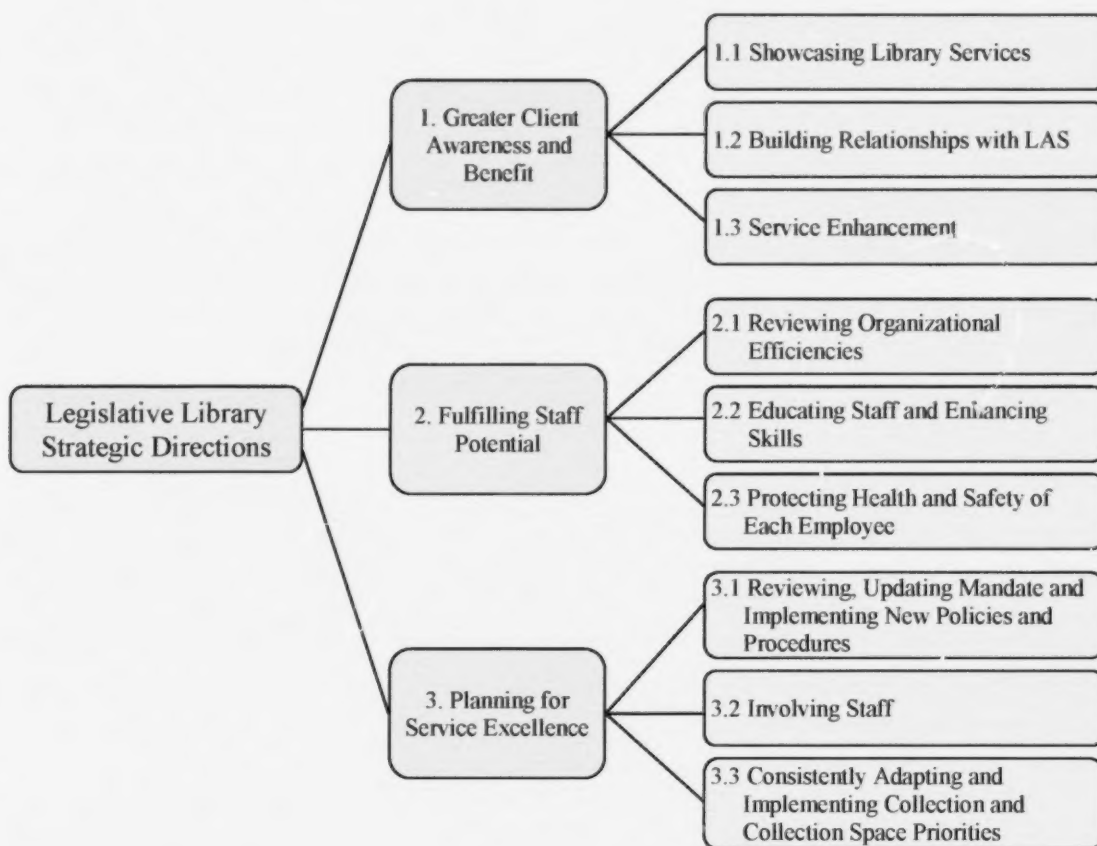 Legislative Library
Strategic Directions
1. Greater Client
Awareness and
Benefit
1.1 Showcasing Library Services
1.2 Building Relationships with LAS
1.3 Service Enhancement
2. Fulfilling Staff
Potential
2.1 Reviewing Organizational
Efficiencies
2.2 Educating Staff and Enhancing
Skills
2.3 Protecting Health and Safety of
Each Employee
3. Planning for
Service Excellence
3.1 Reviewing, Updating Mandate and
Implementing New Policies and
Procedures
3.2 Involving Staff
3.3 Consistently Adapting and
Implementing Collection and
Collection Space Priorities